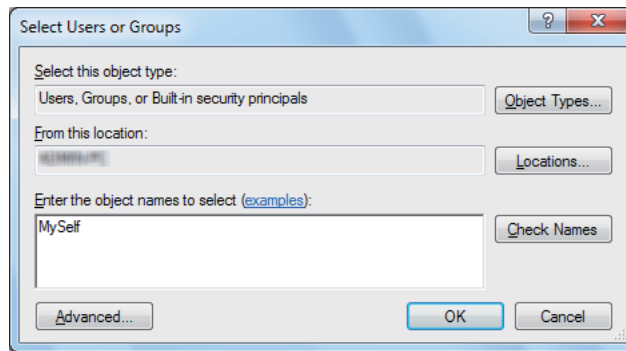 Select Users or Groups
Select this object type:
Users, Groups, or Built-in security principals
Object Types...
From this location:
Locations...
Enter the object names to select (examples):
MySelf
Check Names
Advanced...
OK
Cancel